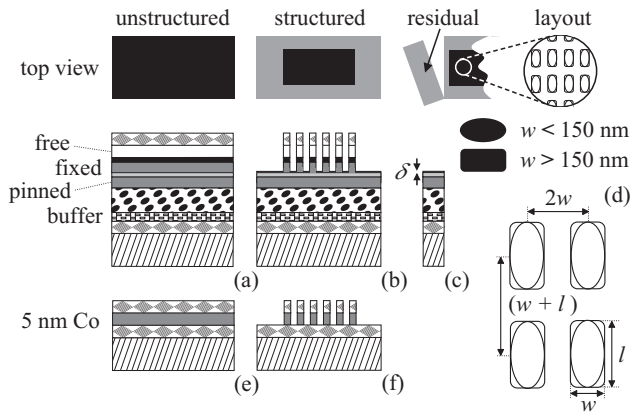 unstructured structured residual layout
top view
w < 150 nm
w > 150 nm
free
fixed
pinned
buffer
δ
(a) (b) (c) (d)
2w
(w + l)
l
w
5 nm Co
(e) (f)